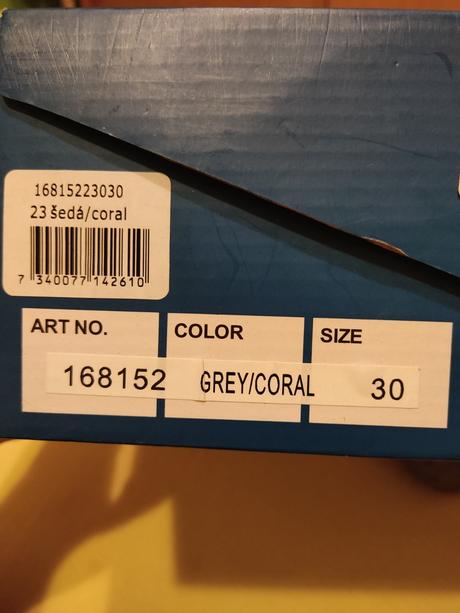 16815223030
23 šedá/coral
7 340077 142610
ART NO.
COLOR
SIZE
168152
GREY/CORAL
30